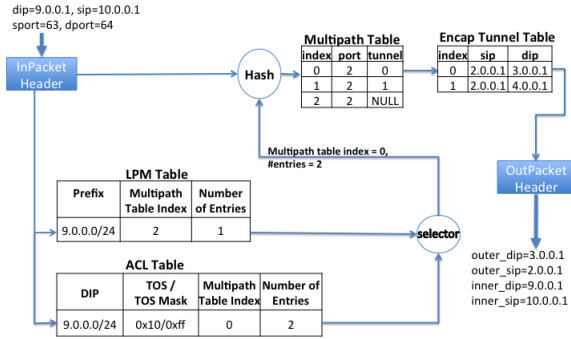 dip=9.0.0.1, sip=10.0.0.1
sport=63, dport=64
InPacket
Header
Hash
Multipath Table
index port tunnel
0 2 0
1 2 1
2 2 NULL
Encap Tunnel Table
index sip dip
0 2.0.0.1 3.0.0.1
1 2.0.0.1 4.0.0.1
Multipath table index = 0,
#entries = 2
OutPacket
Header
LPM Table
Prefix Multipath Table Index Number of Entries
9.0.0.0/24 2 1
selector
ACL Table
DIP TOS / TOS Mask Multipath Table Index Number of Entries
9.0.0.0/24 0x10/0xff 0 2
outer_dip=3.0.0.1
outer_sip=2.0.0.1
inner_dip=9.0.0.1
inner_sip=10.0.0.1